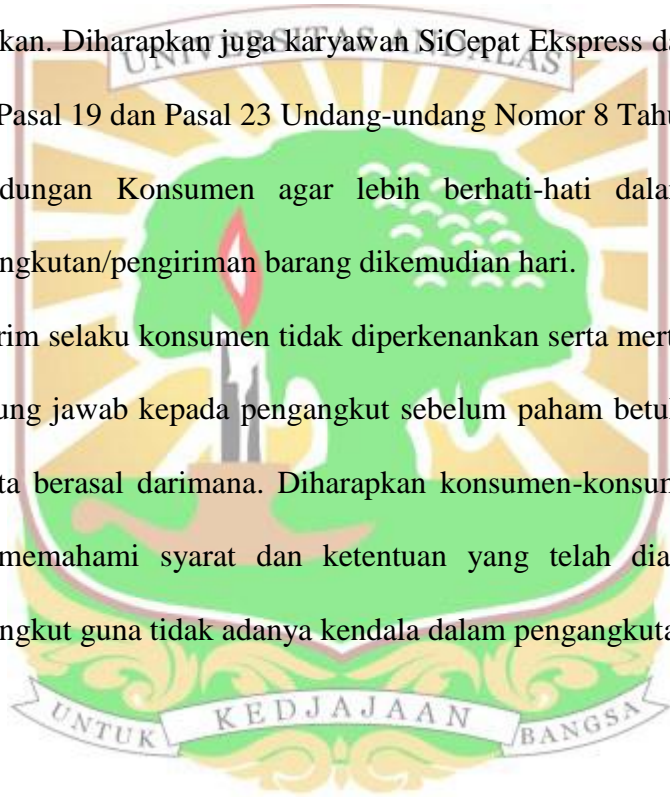 kan. Diharapkan juga karyawan SiCepat Ekspress da
UNIVERSITAS ANDALAS
Pasal 19 dan Pasal 23 Undang-undang Nomor 8 Tahu
dungan Konsumen agar lebih berhati-hati dala
ngkutan/pengiriman barang dikemudian hari.
rim selaku konsumen tidak diperkenankan serta mert
ung jawab kepada pengangkut sebelum paham betul
ta berasal darimana. Diharapkan konsumen-konsum
memahami syarat dan ketentuan yang telah dia
ngkut guna tidak adanya kendala dalam pengangkuta
UNTUK KEDJAJAAN BANGSA